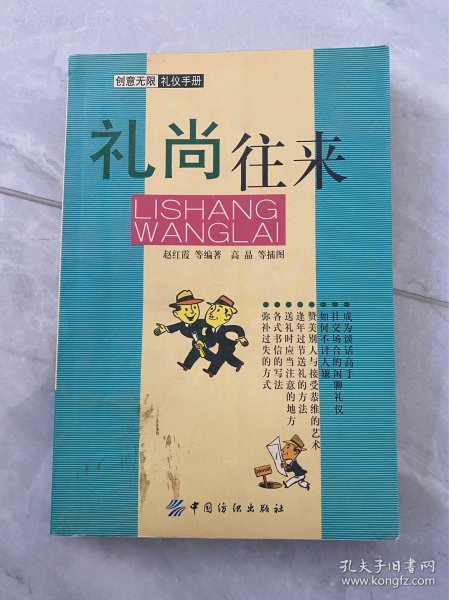 创意无限 礼仪手册
礼尚往来
LISHANG
WANGLAI
赵红霞 等编著 高晶 等插图
成为谈话高手
社交场合的闲聊礼仪
如何不讨人嫌
赞美别人与接受恭维的艺术
逢年过节送礼的方法
送礼时应当注意的地方
各式书信的写法
弥补过失的方式
中国纺织出版社
孔夫子旧书网
www.kongfz.com